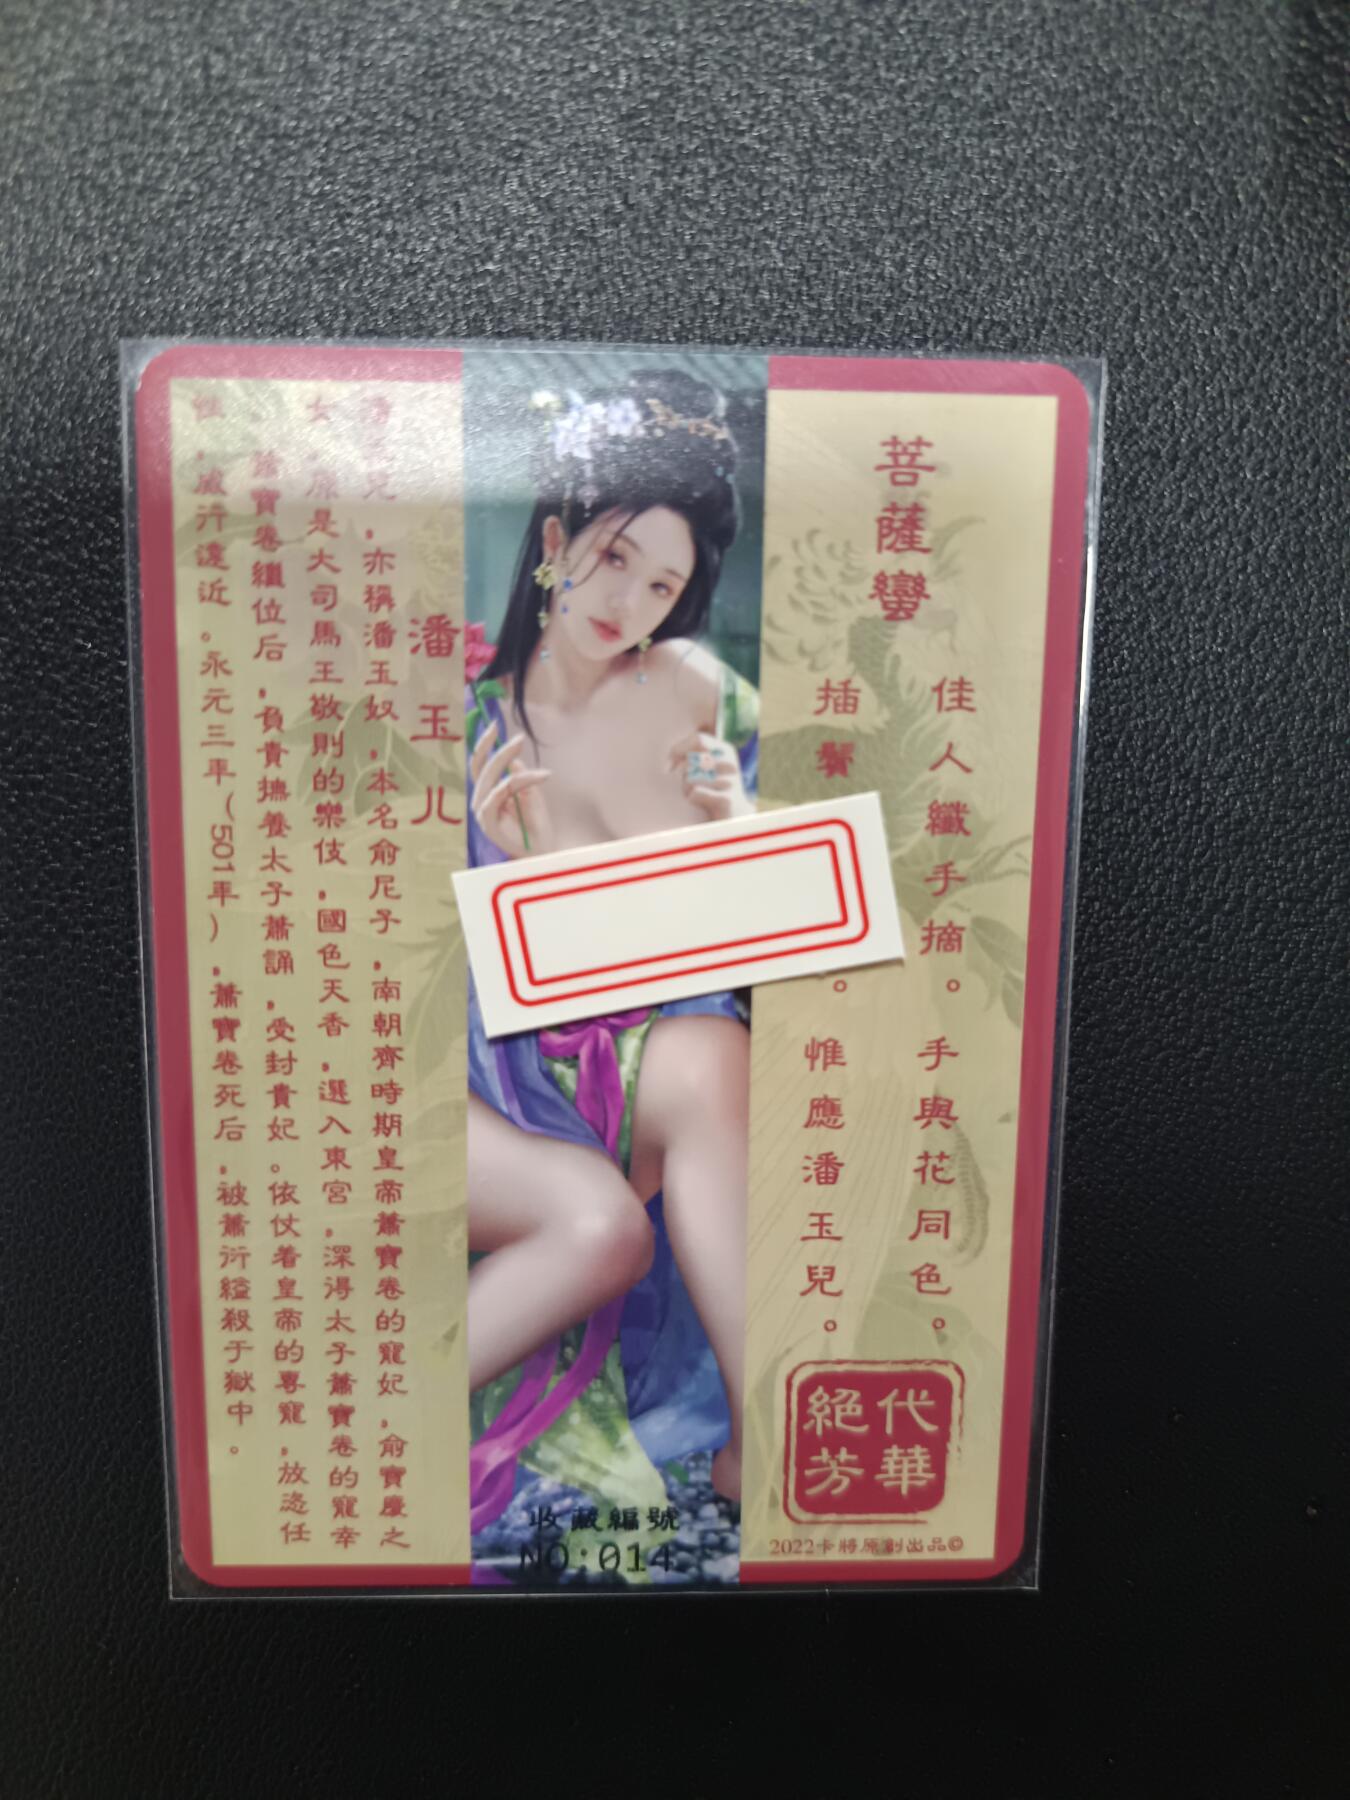 菩薩蠻
佳人纖手摘。手與花同色。
插鬢。惟應潘玉兒。
絕代
芳華
2022卡將原創出品©
收藏編號
NO:014
潘玉儿
潘玉兒，亦稱潘玉奴，本名俞尼子，南朝齊時期皇帝蕭寶卷的寵妃，俞寶慶之
女，原是大司馬王敬則的樂伎，國色天香，選入東宮，深得太子蕭寶卷的寵幸
。蕭寶卷繼位后，負責撫養太子蕭誦，受封貴妃。依仗着皇帝的專寵，放恣任
性，威行遠近。永元三年（501年），蕭寶卷死后，被蕭衍縊殺于獄中。